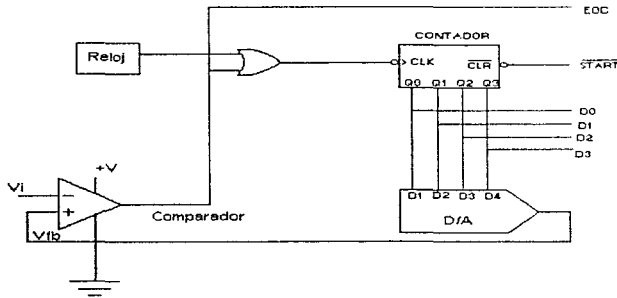 EOC
CONTADOR
Reloj
CLK
CLR
START
Q0 Q1 Q2 Q3
D0
D1
D2
D3
+V
Vi
D1 D2 D3 D4
Comparador
D/A
Vfb